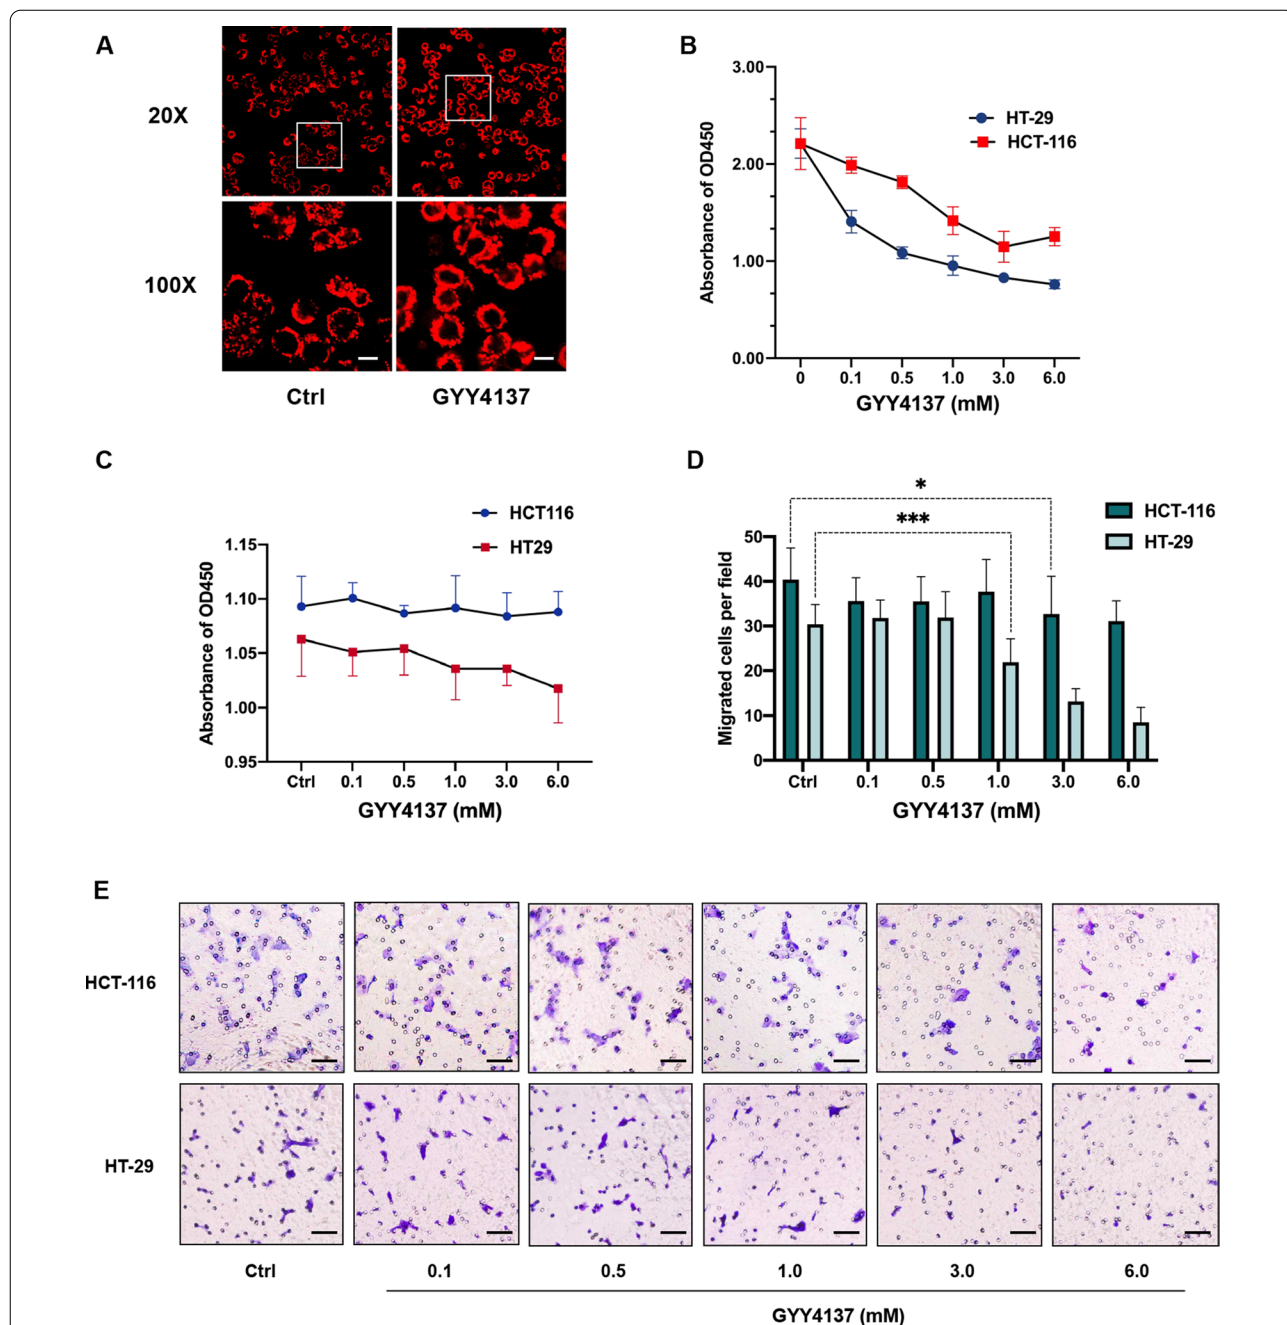 A
20X
100X
Ctrl
GYY4137
B
3.00
2.00
1.00
0.00
Absorbance of OD450
HT-29
HCT-116
0
0.1
0.5
1.0
3.0
6.0
GYY4137 (mM)
C
HCT116
HT29
1.15
1.10
1.05
1.00
0.95
Absorbance of OD450
Ctrl
0.1
0.5
1.0
3.0
6.0
GYY4137 (mM)
D
*
***
HCT-116
HT-29
50
40
30
20
10
0
Migrated cells per field
Ctrl
0.1
0.5
1.0
3.0
6.0
GYY4137 (mM)
E
HCT-116
HT-29
Ctrl
0.1
0.5
1.0
3.0
6.0
GYY4137 (mM)